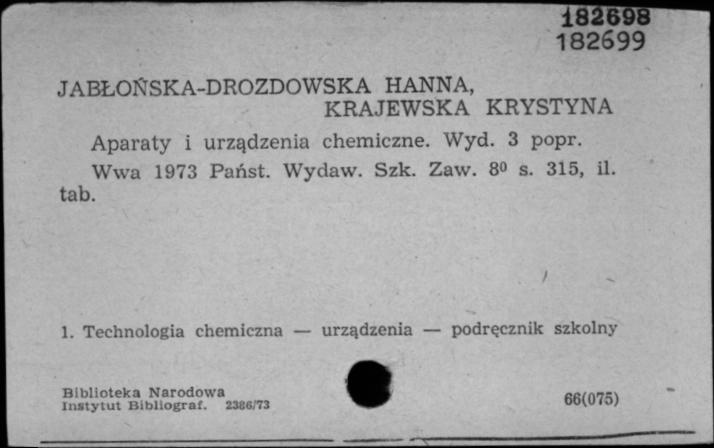 182698
182699
JABŁOŃSKA-DROZDOWSKA HANNA,
KRAJEWSKA KRYSTYNA
Aparaty i urządzenia chemiczne. Wyd. 3 popr.
Wwa 1973 Państ. Wydaw. Szk. Zaw. 8⁰ s. 315, il.
tab.
1. Technologia chemiczna — urządzenia — podręcznik szkolny
Biblioteka Narodowa
Instytut Bibliograf. 2386/73
66(075)